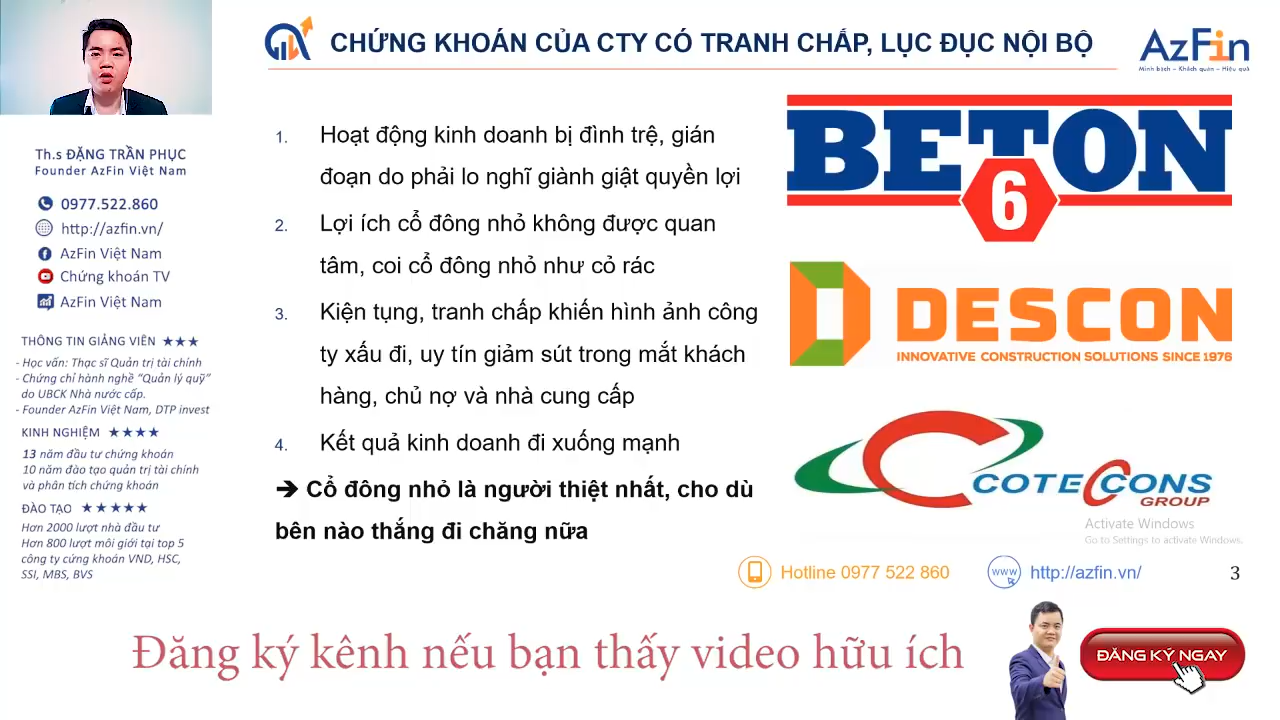 CHỨNG KHOÁN CỦA CTY CÓ TRANH CHẤP, LỤC ĐỤC NỘI BỘ
AzFin
Minh bạch – Khách quan – Hiệu quả
Th.s ĐẶNG TRẦN PHỤC
Founder AzFin Việt Nam
0977.522.860
http://azfin.vn/
AzFin Việt Nam
Chứng khoán TV
AzFin Việt Nam
THÔNG TIN GIẢNG VIÊN ★★★
- Học vấn: Thạc sĩ Quản trị tài chính
- Chứng chỉ hành nghề “Quản lý quỹ”
do UBCK Nhà nước cấp.
- Founder AzFin Việt Nam, DTP invest
KINH NGHIỆM ★★★★
13 năm đầu tư chứng khoán
10 năm đào tạo quản trị tài chính
và phân tích chứng khoán
ĐÀO TẠO ★★★★★
Hơn 2000 lượt nhà đầu tư
Hơn 800 lượt môi giới tại top 5
công ty cứng khoán VND, HSC,
SSI, MBS, BVS
1. Hoạt động kinh doanh bị đình trệ, gián
đoạn do phải lo nghĩ giành giật quyền lợi
2. Lợi ích cổ đông nhỏ không được quan
tâm, coi cổ đông nhỏ như cỏ rác
3. Kiện tụng, tranh chấp khiến hình ảnh công
ty xấu đi, uy tín giảm sút trong mắt khách
hàng, chủ nợ và nhà cung cấp
4. Kết quả kinh doanh đi xuống mạnh
➔ Cổ đông nhỏ là người thiệt nhất, cho dù
bên nào thắng đi chăng nữa
BETON
6
DESCON
INNOVATIVE CONSTRUCTION SOLUTIONS SINCE 1976
COTECCONS
GROUP
Activate Windows
Go to Settings to activate Windows.
Hotline 0977 522 860
www
http://azfin.vn/
3
Đăng ký kênh nếu bạn thấy video hữu ích
ĐĂNG KÝ NGAY